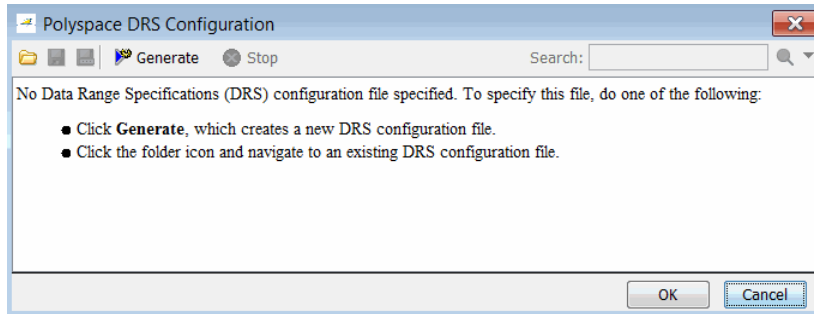 Polyspace DRS Configuration
Generate Stop Search:
No Data Range Specifications (DRS) configuration file specified. To specify this file, do one of the following:
Click Generate, which creates a new DRS configuration file.
Click the folder icon and navigate to an existing DRS configuration file.
OK Cancel